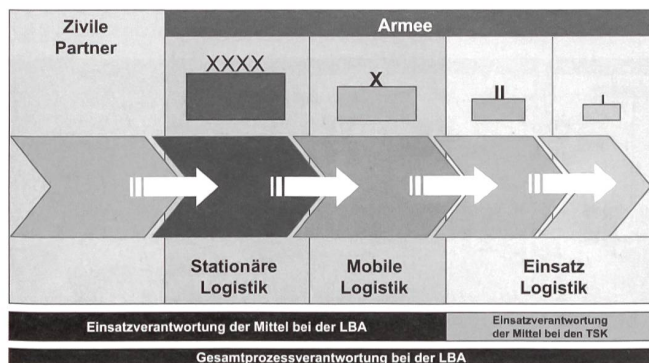 Zivile
Partner
Armee
XXXX
X
II
I
Stationäre
Logistik
Mobile
Logistik
Einsatz
Logistik
Einsatzverantwortung der Mittel bei der LBA
Einsatzverantwortung
der Mittel bei den TSK
Gesamtprozessverantwortung bei der LBA